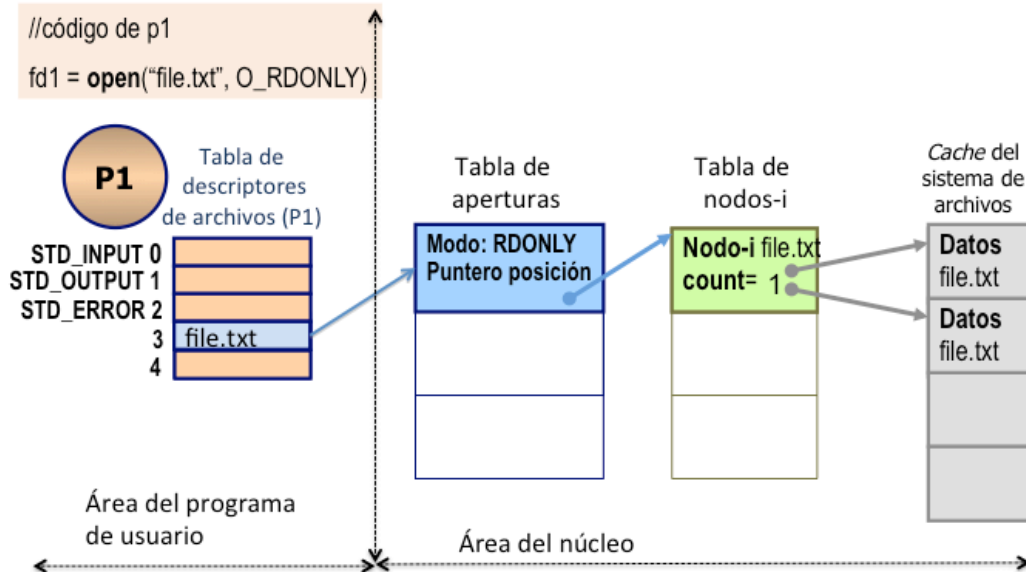 //código de p1
fd1 = open(“file.txt”, O_RDONLY)
P1
Tabla de
descriptores
de archivos (P1)
STD_INPUT 0
STD_OUTPUT 1
STD_ERROR 2
3 file.txt
4
Tabla de
aperturas
Modo: RDONLY
Puntero posición
Tabla de
nodos-i
Nodo-i file.txt
count= 1
Cache del
sistema de
archivos
Datos
file.txt
Datos
file.txt
Área del programa
de usuario
Área del núcleo